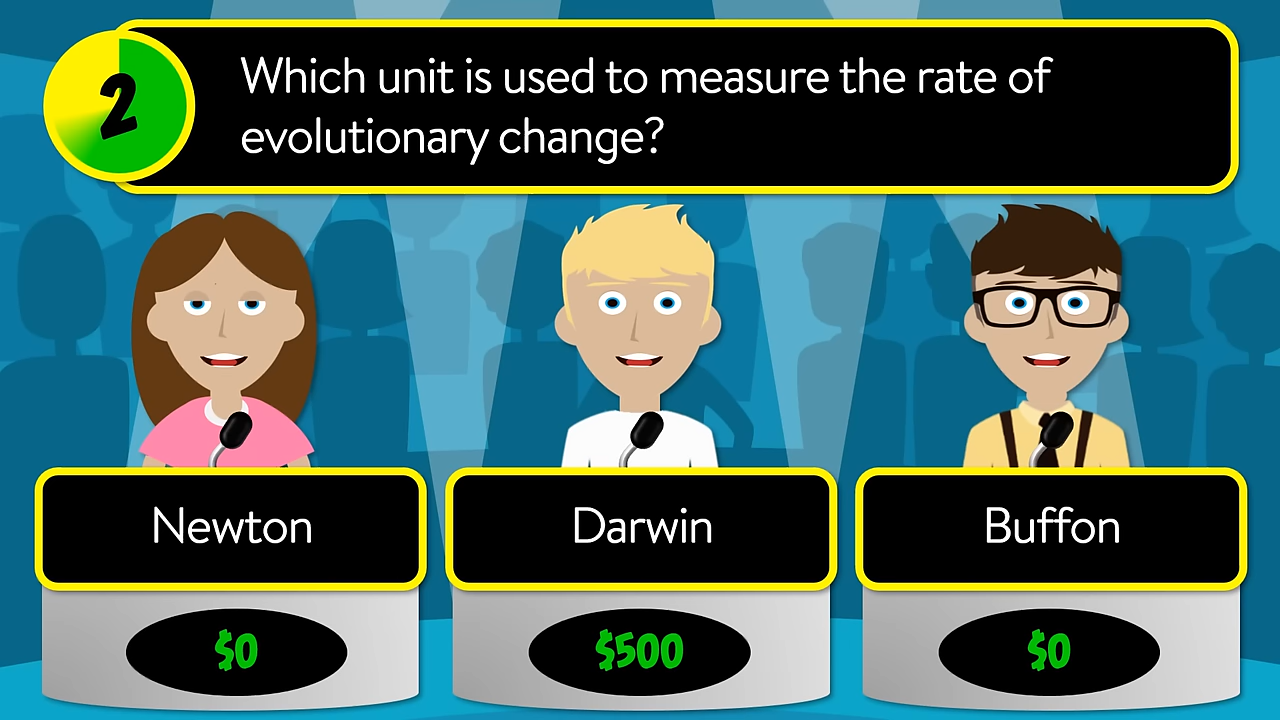 2
Which unit is used to measure the rate of
evolutionary change?
Newton
Darwin
Buffon
$0
$500
$0